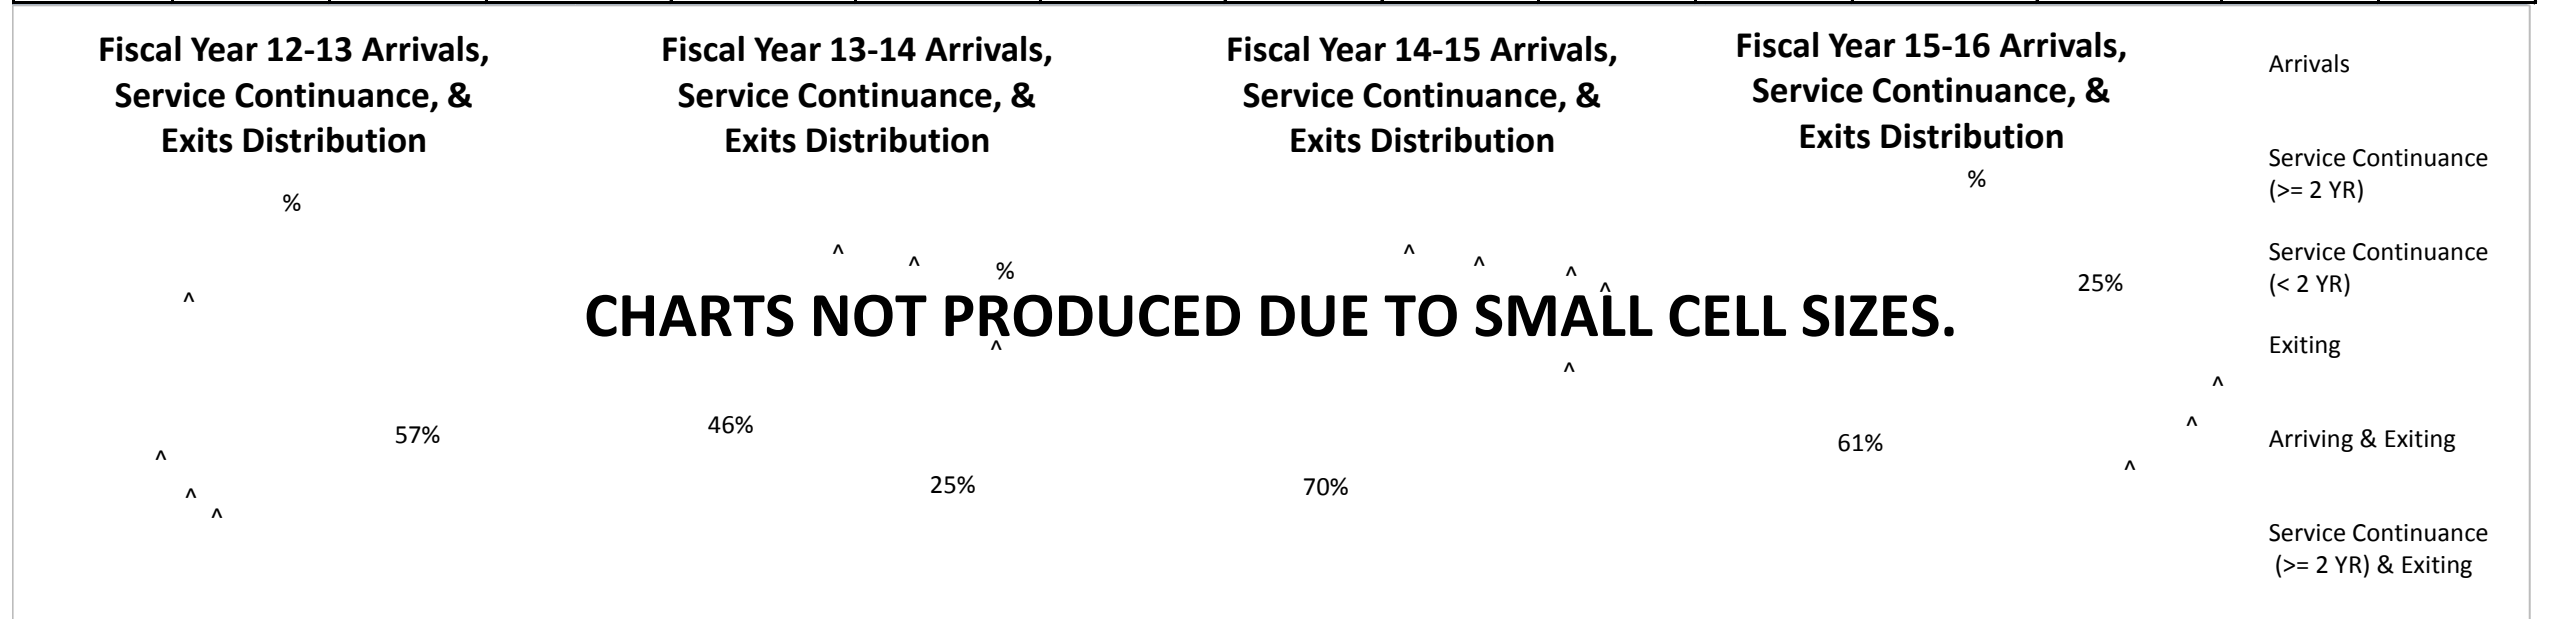 Fiscal Year 12-13 Arrivals,
Service Continuance, &
Exits Distribution
%
^
57%
^
^
^
Fiscal Year 13-14 Arrivals,
Service Continuance, &
Exits Distribution
^
^
%
^
46%
25%
Fiscal Year 14-15 Arrivals,
Service Continuance, &
Exits Distribution
^
^
^
^
^
70%
Fiscal Year 15-16 Arrivals,
Service Continuance, &
Exits Distribution
%
25%
^
^
61%
^
CHARTS NOT PRODUCED DUE TO SMALL CELL SIZES.
Arrivals
Service Continuance
(>= 2 YR)
Service Continuance
(< 2 YR)
Exiting
Arriving & Exiting
Service Continuance
(>= 2 YR) & Exiting